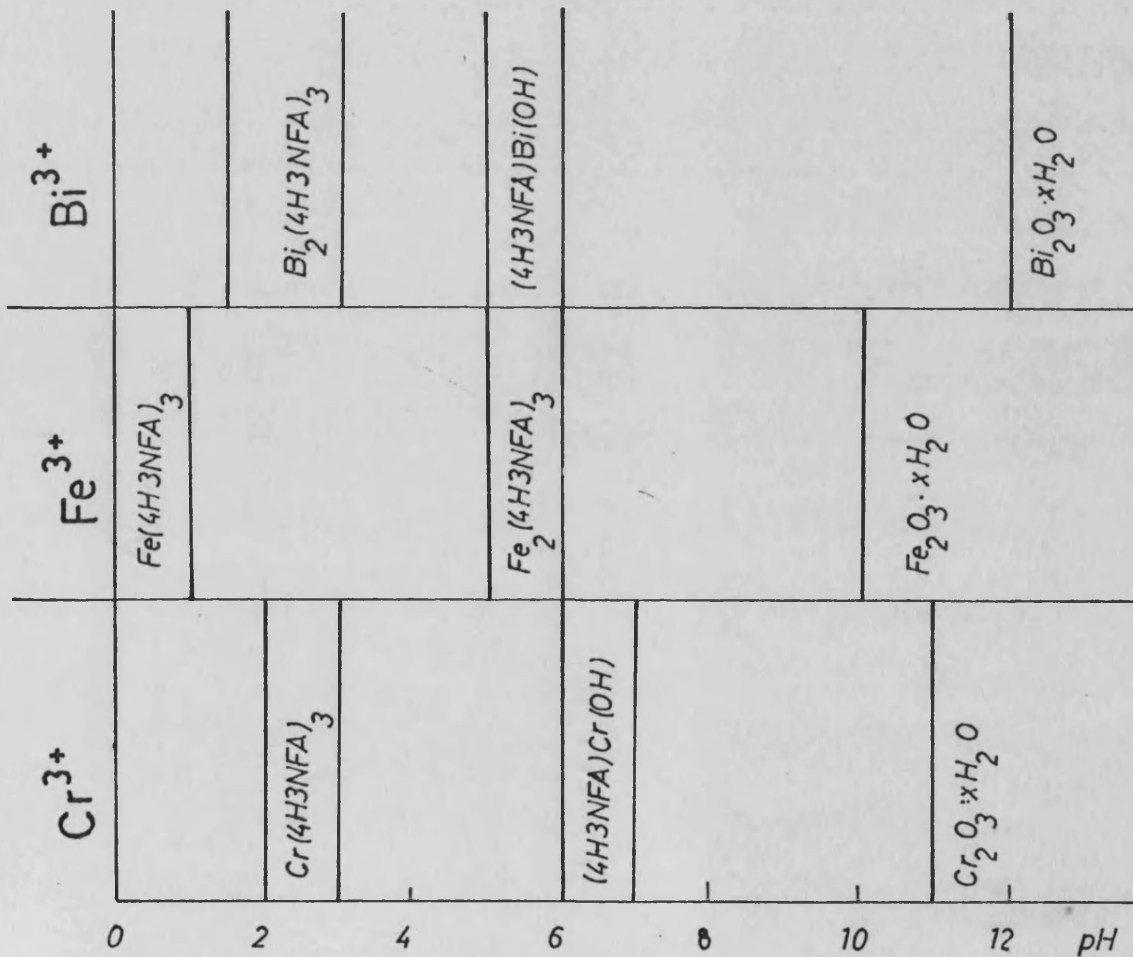 Bi³⁺
Bi₂(4H3NFA)₃
(4H3NFA)Bi(OH)
Bi₂O₃·xH₂O
Fe³⁺
Fe(4H3NFA)₃
Fe₂(4H3NFA)₃
Fe₂O₃·xH₂O
Cr³⁺
Cr(4H3NFA)₃
(4H3NFA)Cr(OH)
Cr₂O₃·xH₂O
0 2 4 6 8 10 12 pH